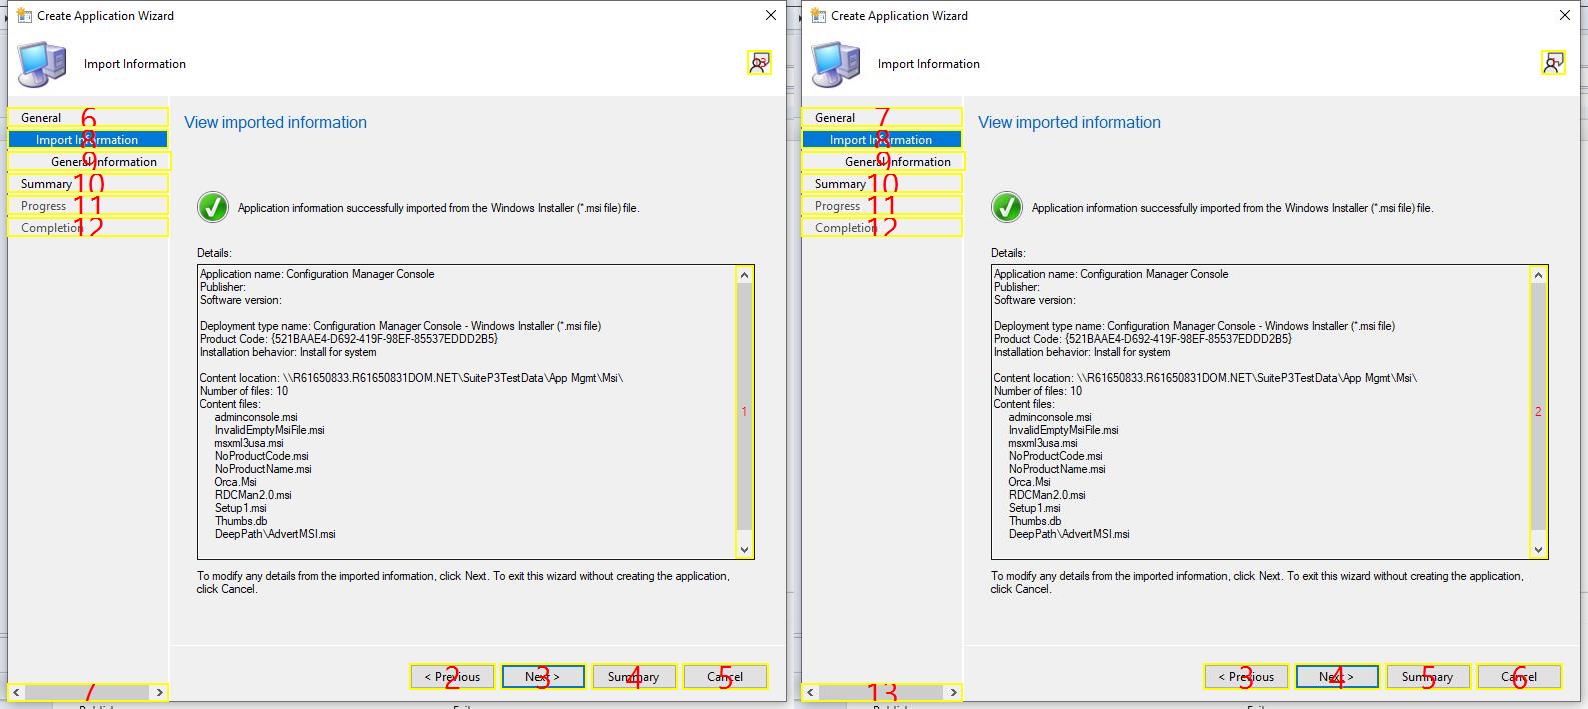 Create Application Wizard
Import Information
13
General 6
Import Information 8
General Information 9
Summary 10
Progress 11
Completion 12
View imported information
Application information successfully imported from the Windows Installer (*.msi file) file.
Details:
Application name: Configuration Manager Console
Publisher:
Software version:
Deployment type name: Configuration Manager Console - Windows Installer (*.msi file)
Product Code: {521BAAE4-D692-419F-98EF-85537EDDD2B5}
Installation behavior: Install for system
Content location: \\R61650833.R61650831DOM.NET\SuiteP3TestData\App Mgmt\Msi\
Number of files: 10
Content files:
adminconsole.msi
InvalidEmptyMsiFile.msi
msxml3usa.msi
NoProductCode.msi
NoProductName.msi
Orca.Msi
RDCMan2.0.msi
Setup1.msi
Thumbs.db
DeepPath\AdvertMSI.msi
1
To modify any details from the imported information, click Next. To exit this wizard without creating the application,
click Cancel.
7
< Previous 2
Next > 3
Summary 4
Cancel 5
Create Application Wizard
Import Information
General 7
Import Information 8
General Information 9
Summary 10
Progress 11
Completion 12
View imported information
Application information successfully imported from the Windows Installer (*.msi file) file.
Details:
Application name: Configuration Manager Console
Publisher:
Software version:
Deployment type name: Configuration Manager Console - Windows Installer (*.msi file)
Product Code: {521BAAE4-D692-419F-98EF-85537EDDD2B5}
Installation behavior: Install for system
Content location: \\R61650833.R61650831DOM.NET\SuiteP3TestData\App Mgmt\Msi\
Number of files: 10
Content files:
adminconsole.msi
InvalidEmptyMsiFile.msi
msxml3usa.msi
NoProductCode.msi
NoProductName.msi
Orca.Msi
RDCMan2.0.msi
Setup1.msi
Thumbs.db
DeepPath\AdvertMSI.msi
2
To modify any details from the imported information, click Next. To exit this wizard without creating the application,
click Cancel.
13
< Previous 3
Next > 4
Summary 5
Cancel 6